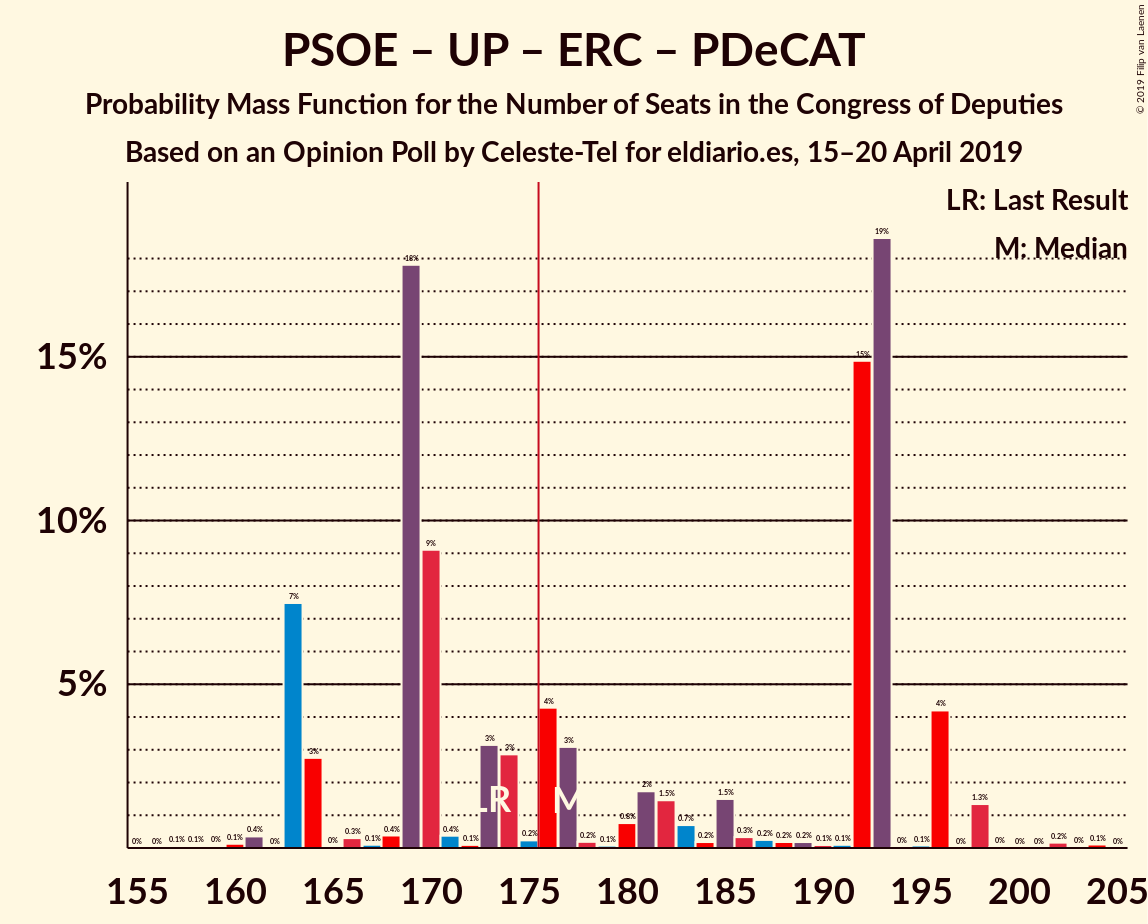 PSOE – UP – ERC – PDeCAT
Probability Mass Function for the Number of Seats in the Congress of Deputies
Based on an Opinion Poll by Celeste-Tel for eldiario.es, 15–20 April 2019
© 2019 Filip van Laenen
LR: Last Result
M: Median
15%
10%
5%
0% 0% 0.1% 0.1% 0% 0.1% 0.4% 0% 7% 3% 0% 0.3% 0.1% 0.4% 18% 9% 0.4% 0.1% 3% 3% 0.2% 4% 3% 0.2% 0.1% 0.8% 2% 1.5% 0.7% 0.2% 1.5% 0.3% 0.2% 0.2% 0.2% 0.1% 0.1% 15% 19% 0% 0.1% 4% 0% 1.3% 0% 0% 0% 0.2% 0% 0.1% 0%
LR M
155 160 165 170 175 180 185 190 195 200 205